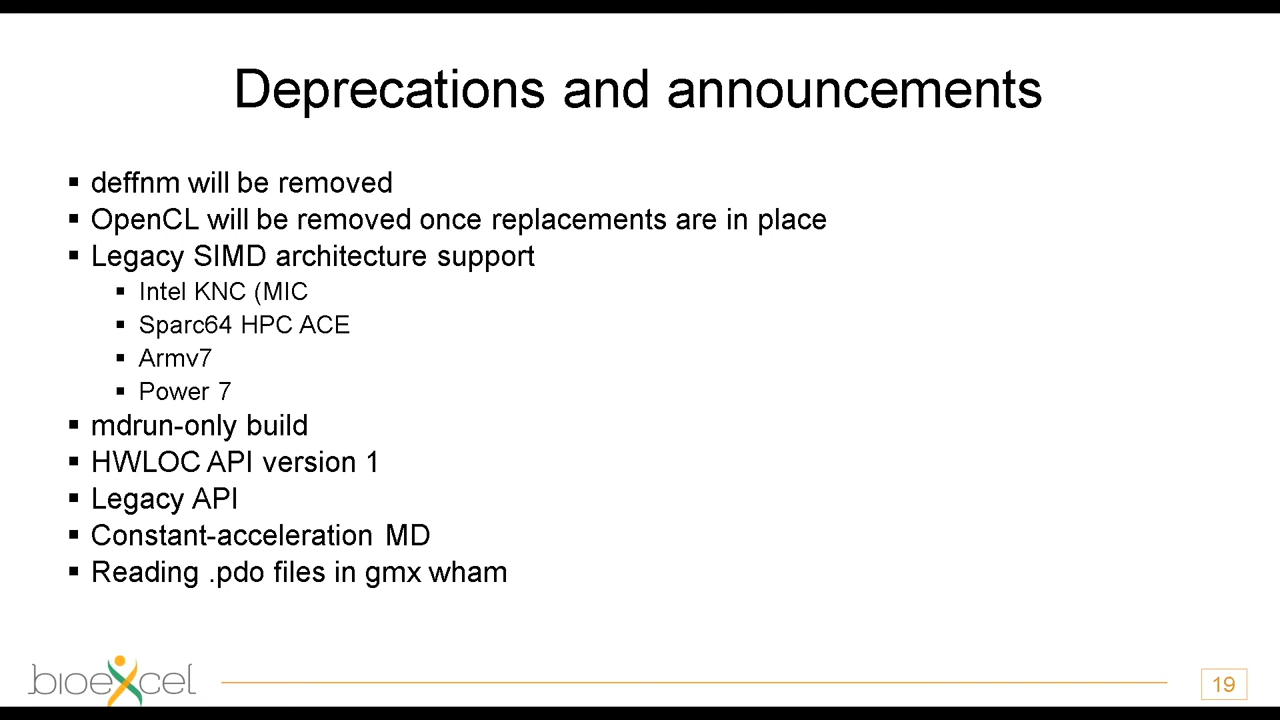 Deprecations and announcements
▪ deffnm will be removed
▪ OpenCL will be removed once replacements are in place
▪ Legacy SIMD architecture support
▪ Intel KNC (MIC
▪ Sparc64 HPC ACE
▪ Armv7
▪ Power 7
▪ mdrun-only build
▪ HWLOC API version 1
▪ Legacy API
▪ Constant-acceleration MD
▪ Reading .pdo files in gmx wham
bioexcel
19